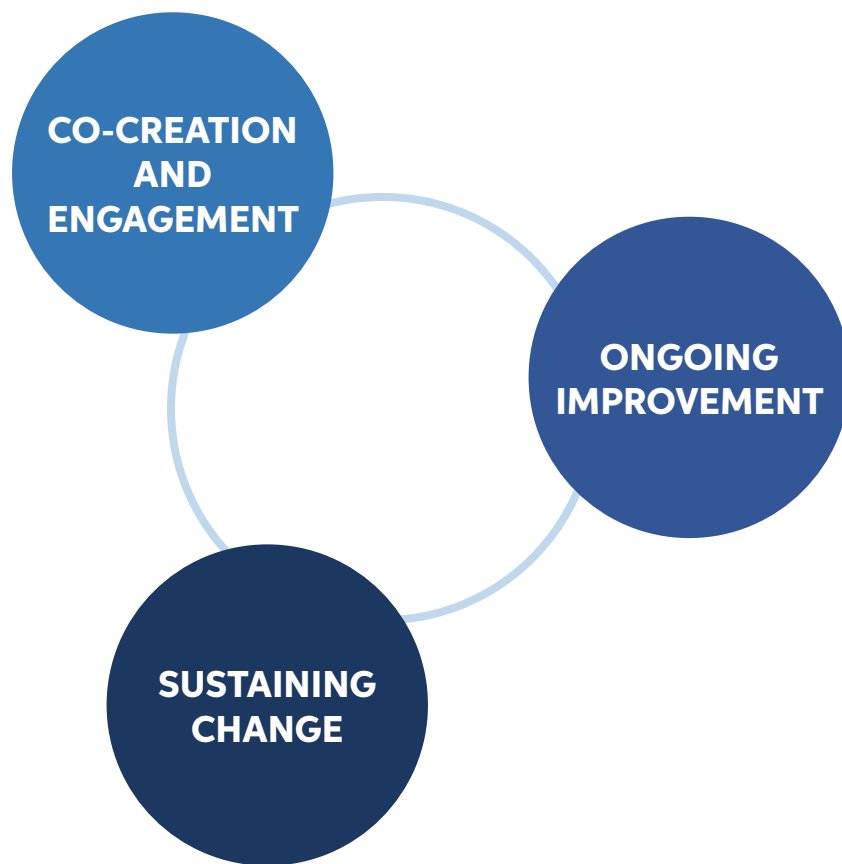 CO-CREATION
AND
ENGAGEMENT
ONGOING
IMPROVEMENT
SUSTAINING
CHANGE